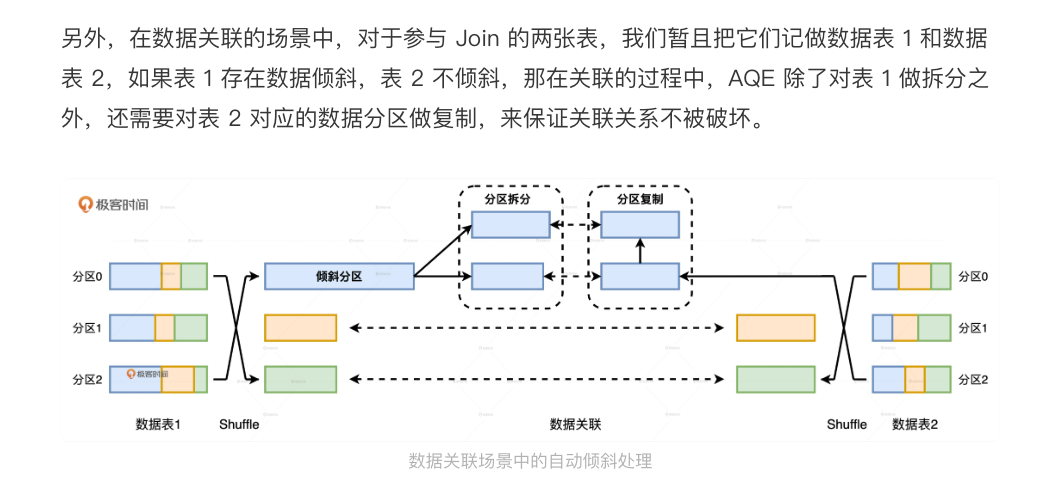 另外，在数据关联的场景中，对于参与 Join 的两张表，我们暂且把它们记做数据表 1 和数据
表 2，如果表 1 存在数据倾斜，表 2 不倾斜，那在关联的过程中，AQE 除了对表 1 做拆分之
外，还需要对表 2 对应的数据分区做复制，来保证关联关系不被破坏。
极客时间
分区拆分
分区复制
分区0
倾斜分区
分区0
分区1
分区1
分区2
极客时间
分区2
数据表1
Shuffle
数据关联
Shuffle
数据表2
数据关联场景中的自动倾斜处理